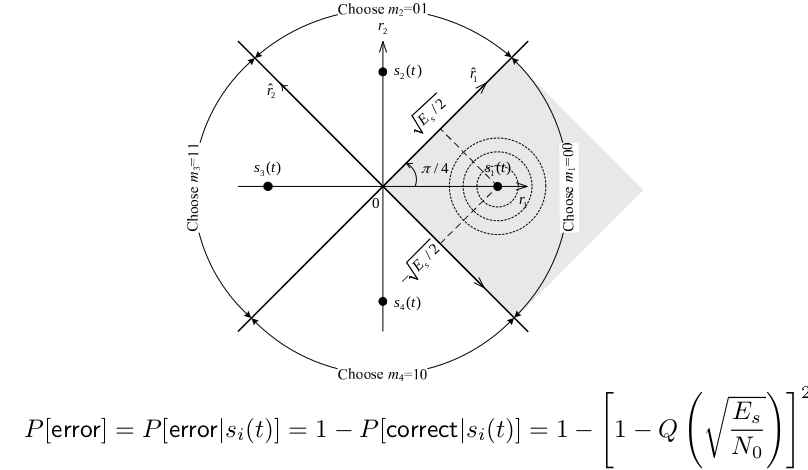 Choose m₂=01
r₂
r̂₂
r̂₁
s₂(t)
√Eₛ/2
Choose m₃=11
s₃(t)
π/4
s₁(t)
Choose m₁=00
0
r₁
−√Eₛ/2
s₄(t)
Choose m₄=10
P[error] = P[error|sᵢ(t)] = 1 − P[correct|sᵢ(t)] = 1 − [1 − Q(√(Eₛ/N₀))]²